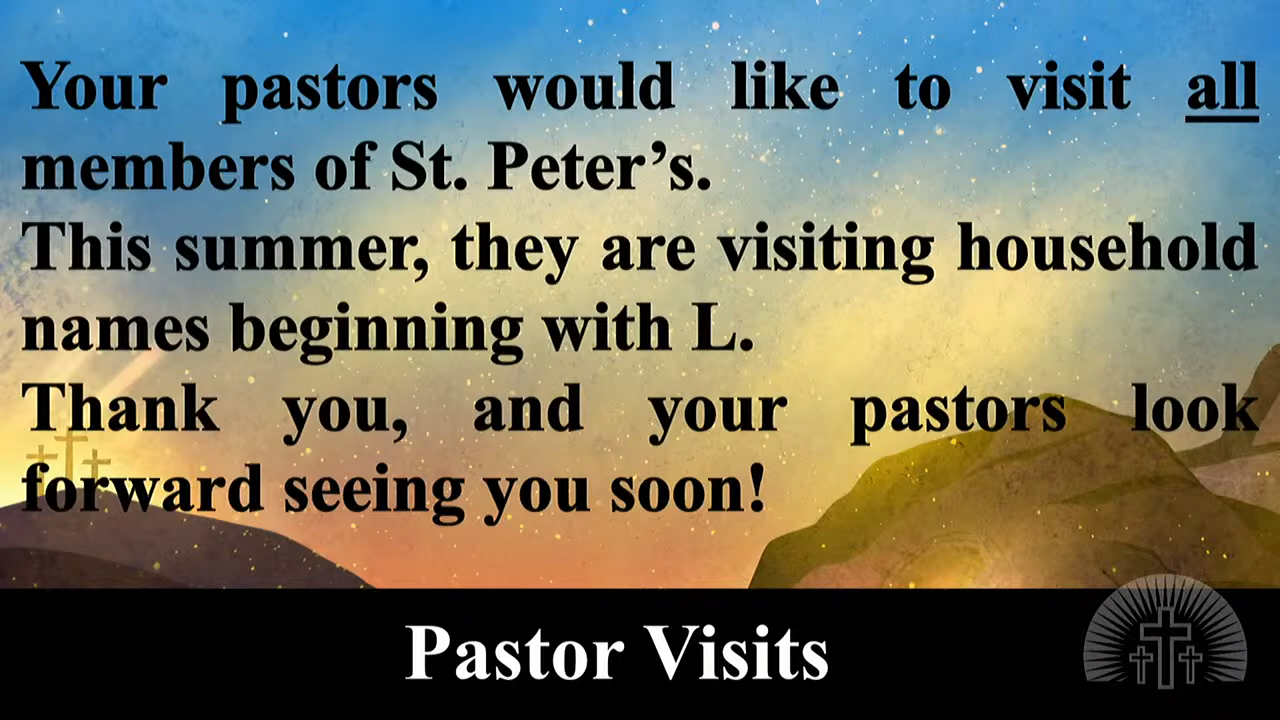 Your pastors would like to visit all
members of St. Peter’s.
This summer, they are visiting household
names beginning with L.
Thank you, and your pastors look
forward seeing you soon!
Pastor Visits